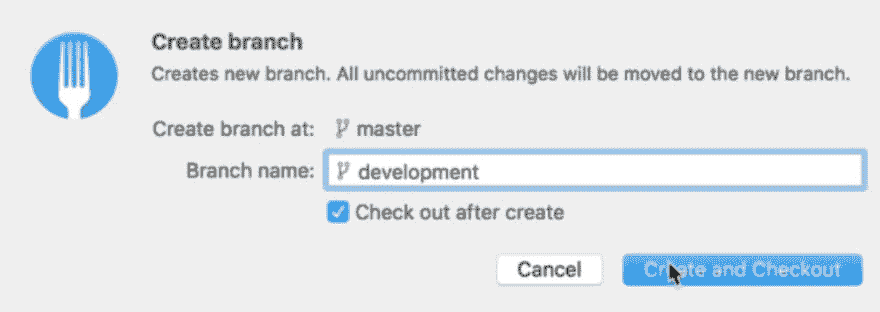 Create branch
Creates new branch. All uncommitted changes will be moved to the new branch.
Create branch at: master
Branch name: development
Check out after create
Cancel Create and Checkout